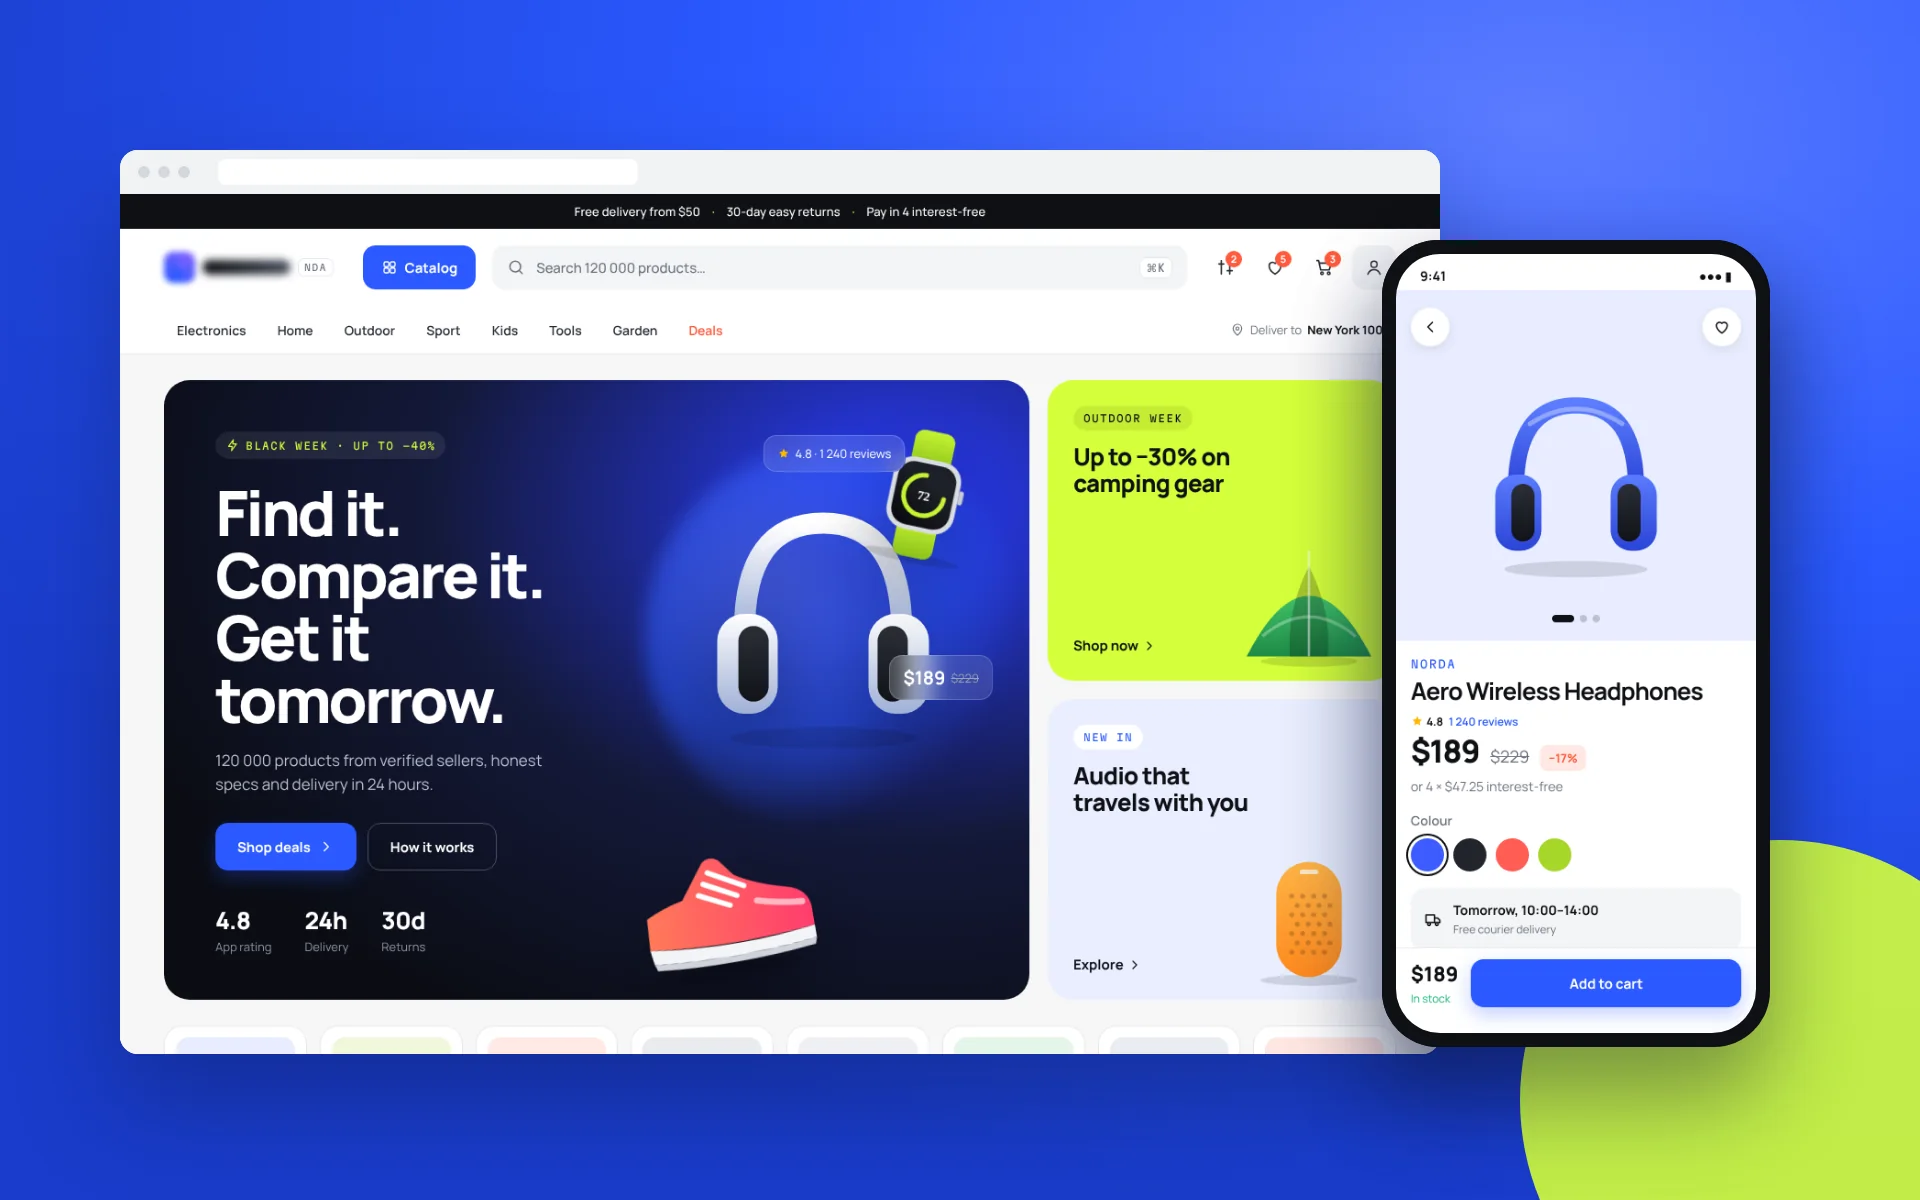 Free delivery from $50 · 30-day easy returns · Pay in 4 interest-free
NDA
Catalog
Search 120 000 products...
⌘K
2
5
3
Electronics
Home
Outdoor
Sport
Kids
Tools
Garden
Deals
Deliver to New York 100
BLACK WEEK · UP TO −40%
Find it.
Compare it.
Get it
tomorrow.
120 000 products from verified sellers, honest
specs and delivery in 24 hours.
Shop deals
How it works
4.8
App rating
24h
Delivery
30d
Returns
4.8 · 1 240 reviews
72
$189 $229
OUTDOOR WEEK
Up to −30% on
camping gear
Shop now
NEW IN
Audio that
travels with you
Explore
9:41
NORDA
Aero Wireless Headphones
4.8 1 240 reviews
$189 $229 −17%
or 4 × $47.25 interest-free
Colour
Tomorrow, 10:00–14:00
Free courier delivery
$189
In stock
Add to cart